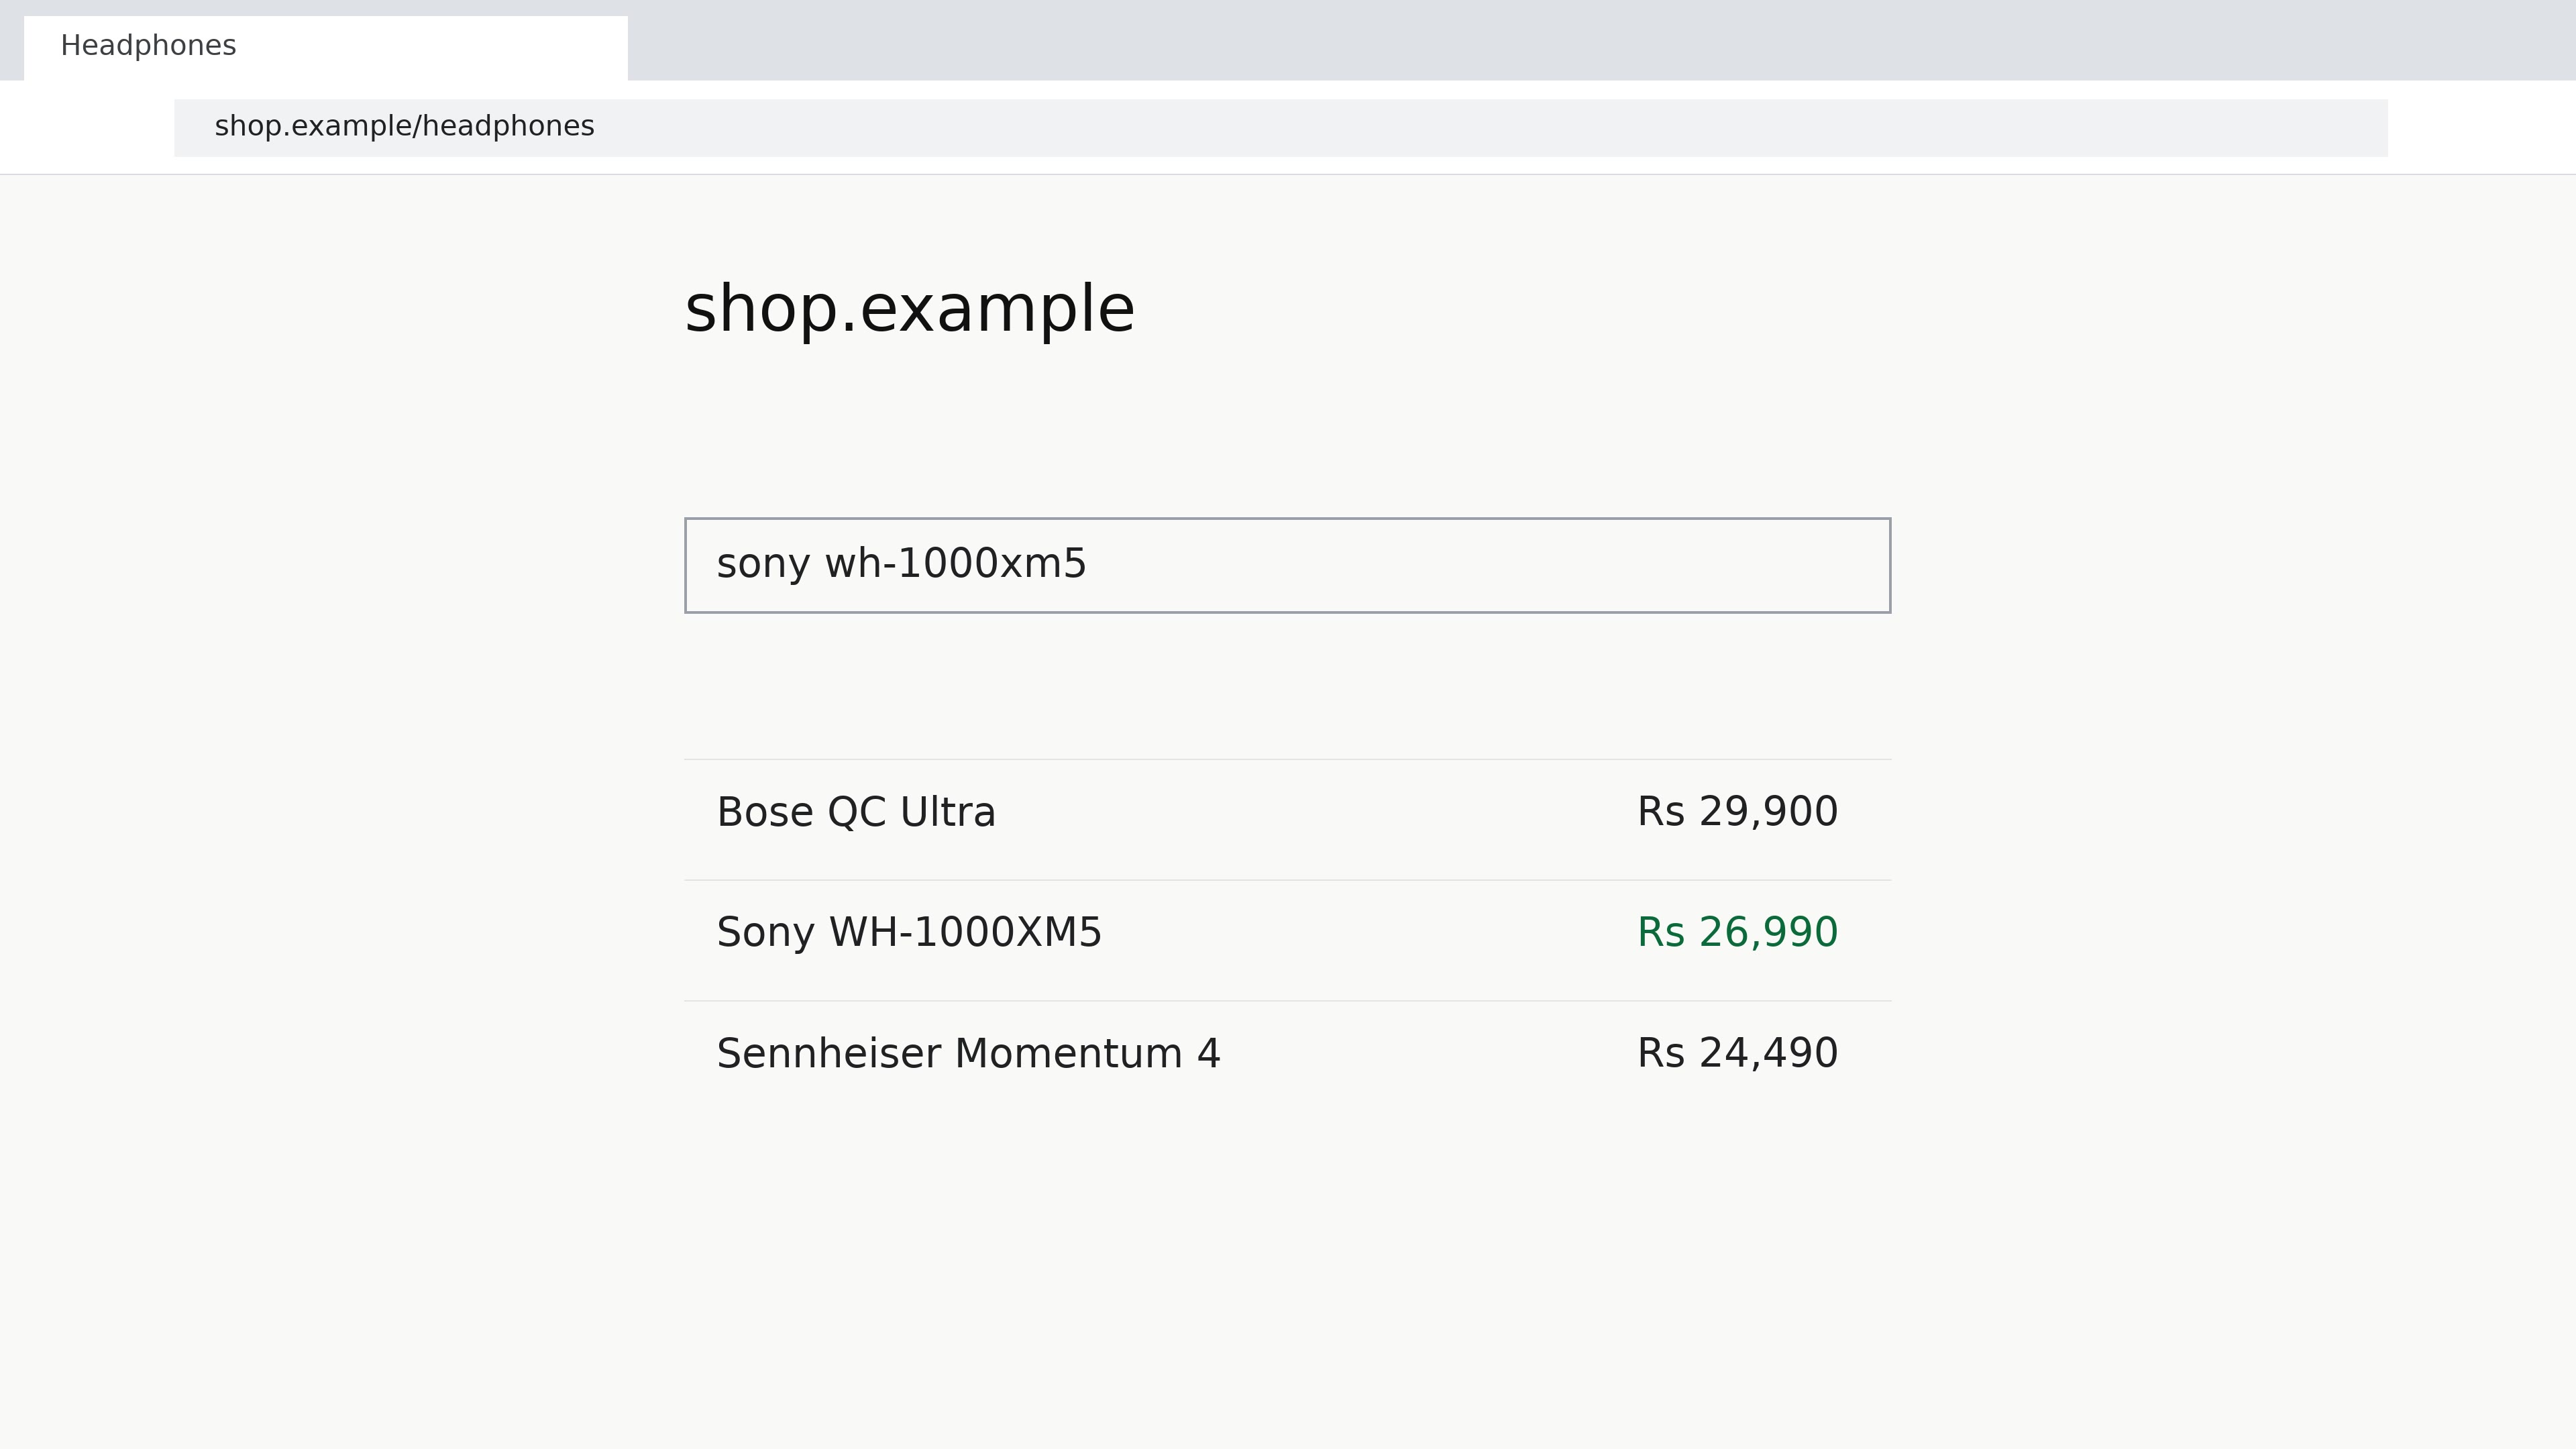 Headphones
shop.example/headphones
shop.example
sony wh-1000xm5
Bose QC Ultra Rs 29,900
Sony WH-1000XM5 Rs 26,990
Sennheiser Momentum 4 Rs 24,490